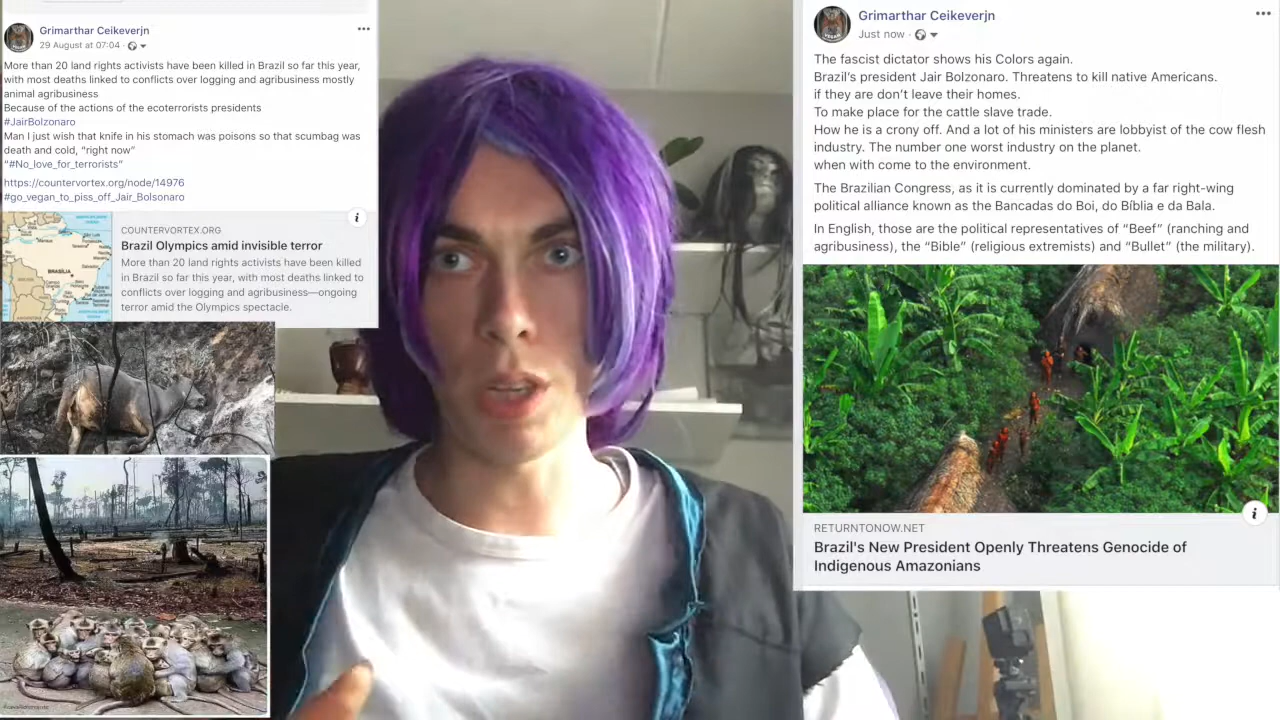 Grimarthar Ceikeverjn
29 August at 07:04
More than 20 land rights activists have been killed in Brazil so far this year,
with most deaths linked to conflicts over logging and agribusiness mostly
animal agribusiness
Because of the actions of the ecoterrorists presidents
#JairBolzonaro
Man I just wish that knife in his stomach was poisons so that scumbag was
death and cold, “right now”
“#No_love_for_terrorists”
https://countervortex.org/node/14976
#go_vegan_to_piss_off_Jair_Bolsonaro
BRASÍLIA
COUNTERVORTEX.ORG
Brazil Olympics amid invisible terror
More than 20 land rights activists have been killed
in Brazil so far this year, with most deaths linked to
conflicts over logging and agribusiness—ongoing
terror amid the Olympics spectacle.
Grimarthar Ceikeverjn
Just now
The fascist dictator shows his Colors again.
Brazil’s president Jair Bolzonaro. Threatens to kill native Americans.
if they are don’t leave their homes.
To make place for the cattle slave trade.
How he is a crony off. And a lot of his ministers are lobbyist of the cow flesh
industry. The number one worst industry on the planet.
when with come to the environment.
The Brazilian Congress, as it is currently dominated by a far right-wing
political alliance known as the Bancadas do Boi, do Bíblia e da Bala.
In English, those are the political representatives of “Beef” (ranching and
agribusiness), the “Bible” (religious extremists) and “Bullet” (the military).
RETURNTONOW.NET
Brazil's New President Openly Threatens Genocide of
Indigenous Amazonians